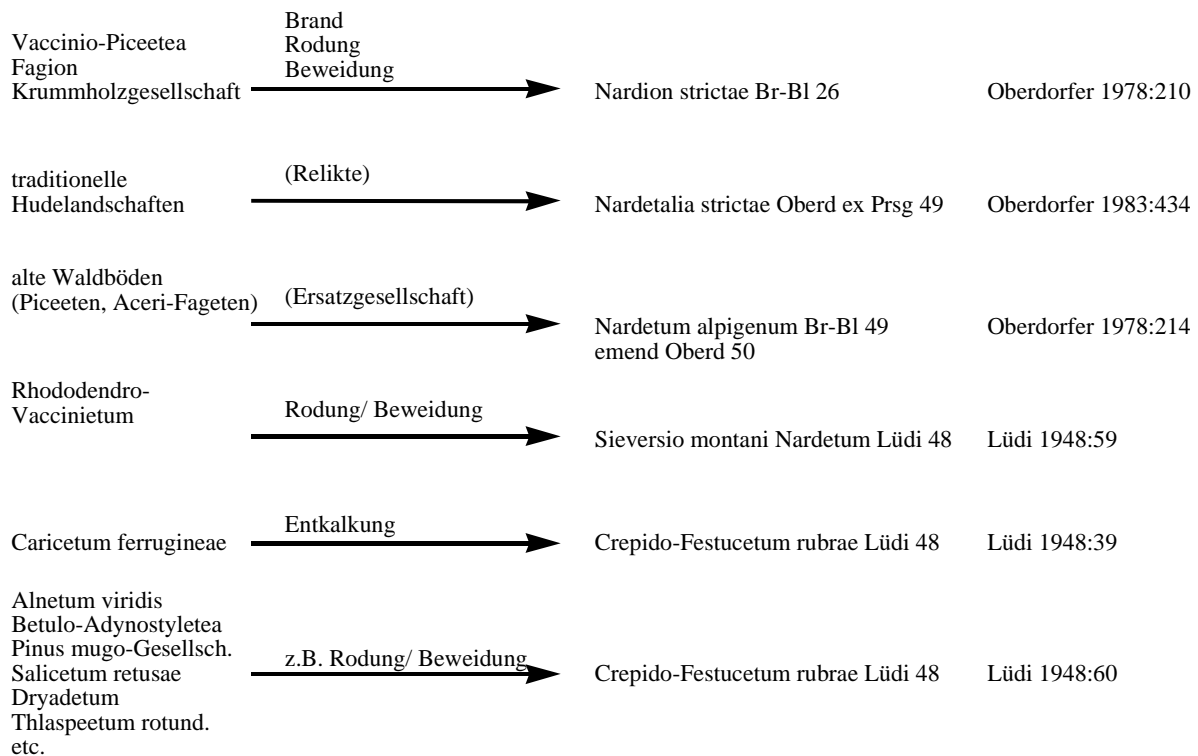 Vaccinio-Piceetea
Fagion
Krummholzgesellschaft
Brand
Rodung
Beweidung
Nardion strictae Br-Bl 26
Oberdorfer 1978:210
traditionelle
Hudelandschaften
(Relikte)
Nardetalia strictae Oberd ex Prsg 49
Oberdorfer 1983:434
alte Waldböden
(Piceeten, Aceri-Fageten)
(Ersatzgesellschaft)
Nardetum alpigenum Br-Bl 49
emend Oberd 50
Oberdorfer 1978:214
Rhododendro-
Vaccinietum
Rodung/ Beweidung
Sieversio montani Nardetum Lüdi 48
Lüdi 1948:59
Caricetum ferrugineae
Entkalkung
Crepido-Festucetum rubrae Lüdi 48
Lüdi 1948:39
Alnetum viridis
Betulo-Adynostyletea
Pinus mugo-Gesellsch.
Salicetum retusae
Dryadetum
Thlaspeetum rotund.
etc.
z.B. Rodung/ Beweidung
Crepido-Festucetum rubrae Lüdi 48
Lüdi 1948:60